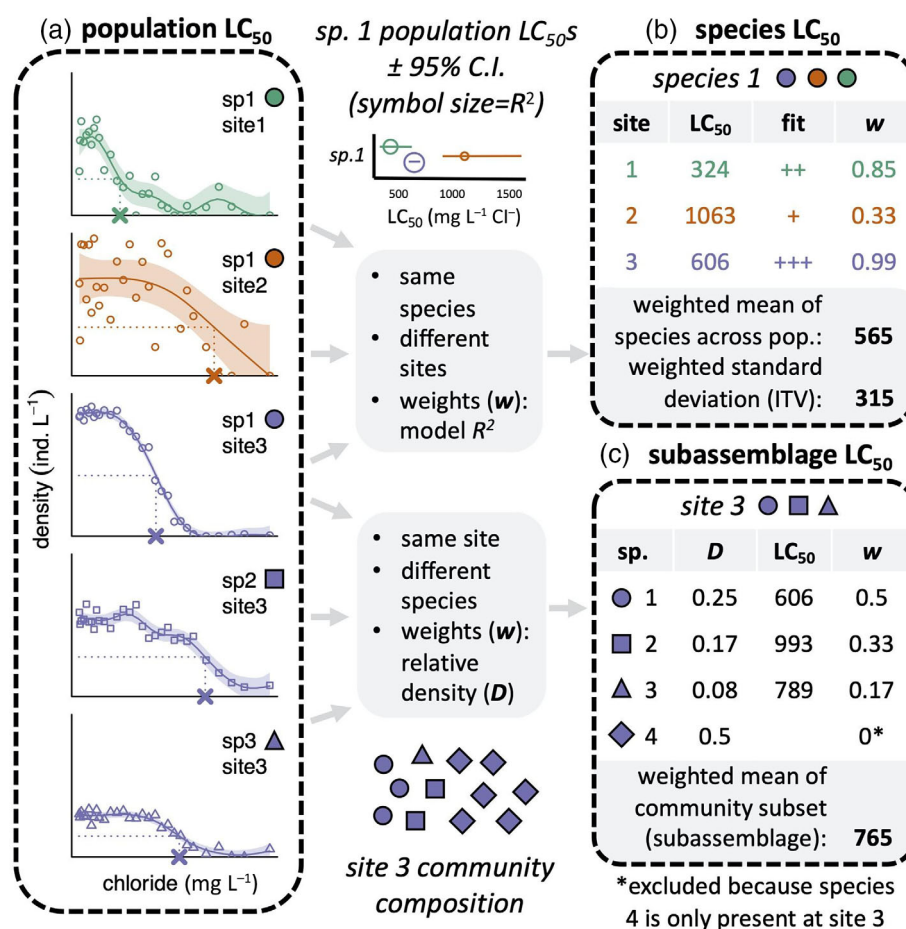 (a) population LC50
sp1
site1
sp1
site2
sp1
site3
sp2
site3
sp3
site3
density (ind. L⁻¹)
chloride (mg L⁻¹)
sp. 1 population LC50s
± 95% C.I.
(symbol size=R²)
sp.1
500 1000 1500
LC50 (mg L⁻¹ Cl⁻)
• same
species
• different
sites
• weights (w):
model R²
• same site
• different
species
• weights (w):
relative
density (D)
site 3 community
composition
(b) species LC50
species 1
site LC50 fit w
1 324 ++ 0.85
2 1063 + 0.33
3 606 +++ 0.99
weighted mean of
species across pop.: 565
weighted standard
deviation (ITV): 315
(c) subassemblage LC50
site 3
sp. D LC50 w
1 0.25 606 0.5
2 0.17 993 0.33
3 0.08 789 0.17
4 0.5 0*
weighted mean of
community subset
(subassemblage): 765
*excluded because species
4 is only present at site 3